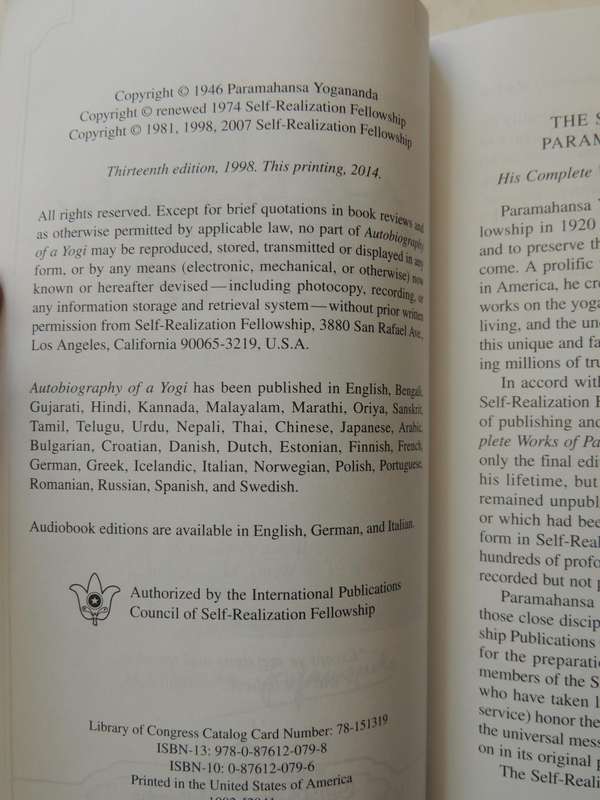 Copyright © 1946 Paramahansa Yogananda
Copyright © renewed 1974 Self-Realization Fellowship
Copyright © 1981, 1998, 2007 Self-Realization Fellowship
Thirteenth edition, 1998. This printing, 2014.
All rights reserved. Except for brief quotations in book reviews and
as otherwise permitted by applicable law, no part of Autobiography
of a Yogi may be reproduced, stored, transmitted or displayed in any
form, or by any means (electronic, mechanical, or otherwise) now
known or hereafter devised—including photocopy, recording, or
any information storage and retrieval system—without prior written
permission from Self-Realization Fellowship, 3880 San Rafael Ave.,
Los Angeles, California 90065-3219, U.S.A.
Autobiography of a Yogi has been published in English, Bengali,
Gujarati, Hindi, Kannada, Malayalam, Marathi, Oriya, Sanskrit,
Tamil, Telugu, Urdu, Nepali, Thai, Chinese, Japanese, Arabic,
Bulgarian, Croatian, Danish, Dutch, Estonian, Finnish, French,
German, Greek, Icelandic, Italian, Norwegian, Polish, Portuguese,
Romanian, Russian, Spanish, and Swedish.
Audiobook editions are available in English, German, and Italian.
Authorized by the International Publications
Council of Self-Realization Fellowship
Library of Congress Catalog Card Number: 78-151319
ISBN-13: 978-0-87612-079-8
ISBN-10: 0-87612-079-6
Printed in the United States of America
THE S
PARAM
His Complete
Paramahansa Y
lowship in 1920
and to preserve th
come. A prolific
in America, he cr
works on the yoga
living, and the un
this unique and fa
ing millions of tru
In accord with
Self-Realization F
of publishing and
plete Works of Pa
only the final edi
his lifetime, but
remained unpubl
or which had bee
form in Self-Real
hundreds of profo
recorded but not p
Paramahansa
those close discip
ship Publications
for the preparatio
members of the S
who have taken l
service) honor the
the universal mess
on in its original p
The Self-Realiz